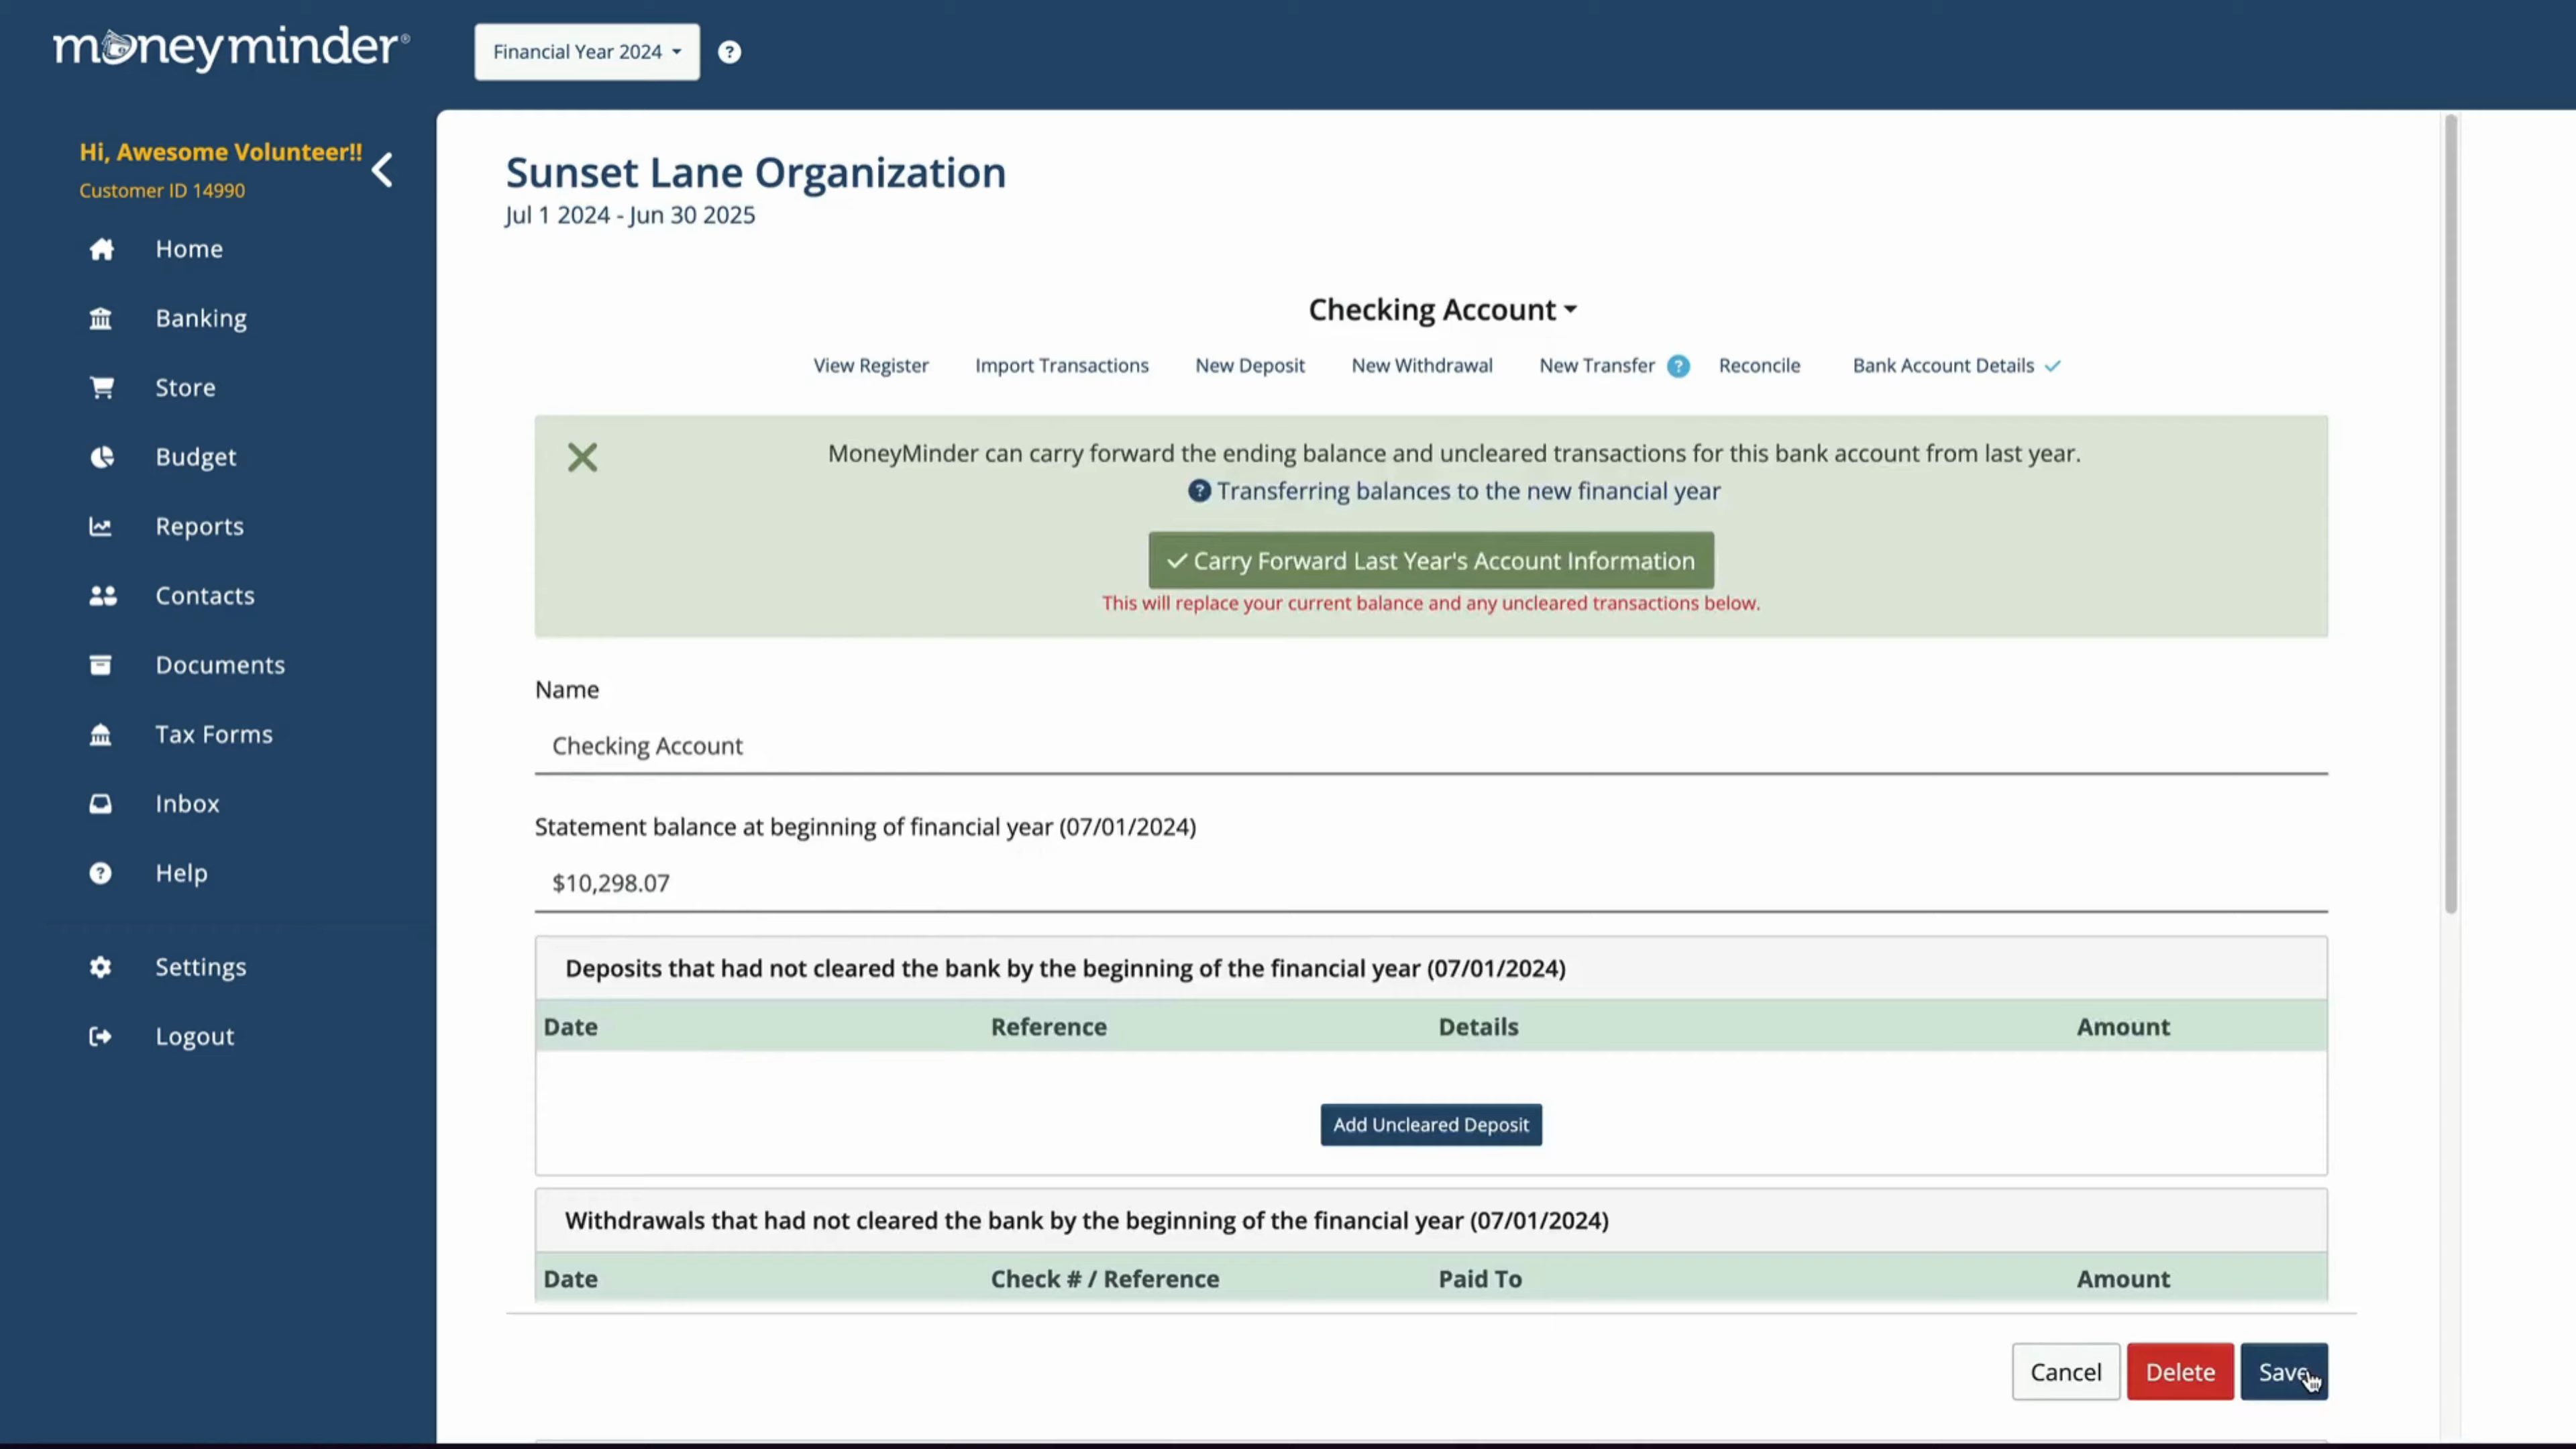 moneyminder®
Financial Year 2024
?
Hi, Awesome Volunteer!!
Customer ID 14990
Home
Banking
Store
Budget
Reports
Contacts
Documents
Tax Forms
Inbox
Help
Settings
Logout
Sunset Lane Organization
Jul 1 2024 - Jun 30 2025
Checking Account
View Register Import Transactions New Deposit New Withdrawal New Transfer ? Reconcile Bank Account Details
MoneyMinder can carry forward the ending balance and uncleared transactions for this bank account from last year.
? Transferring balances to the new financial year
Carry Forward Last Year's Account Information
This will replace your current balance and any uncleared transactions below.
Name
Checking Account
Statement balance at beginning of financial year (07/01/2024)
$10,298.07
Deposits that had not cleared the bank by the beginning of the financial year (07/01/2024)
Date Reference Details Amount
Add Uncleared Deposit
Withdrawals that had not cleared the bank by the beginning of the financial year (07/01/2024)
Date Check # / Reference Paid To Amount
Cancel Delete Save